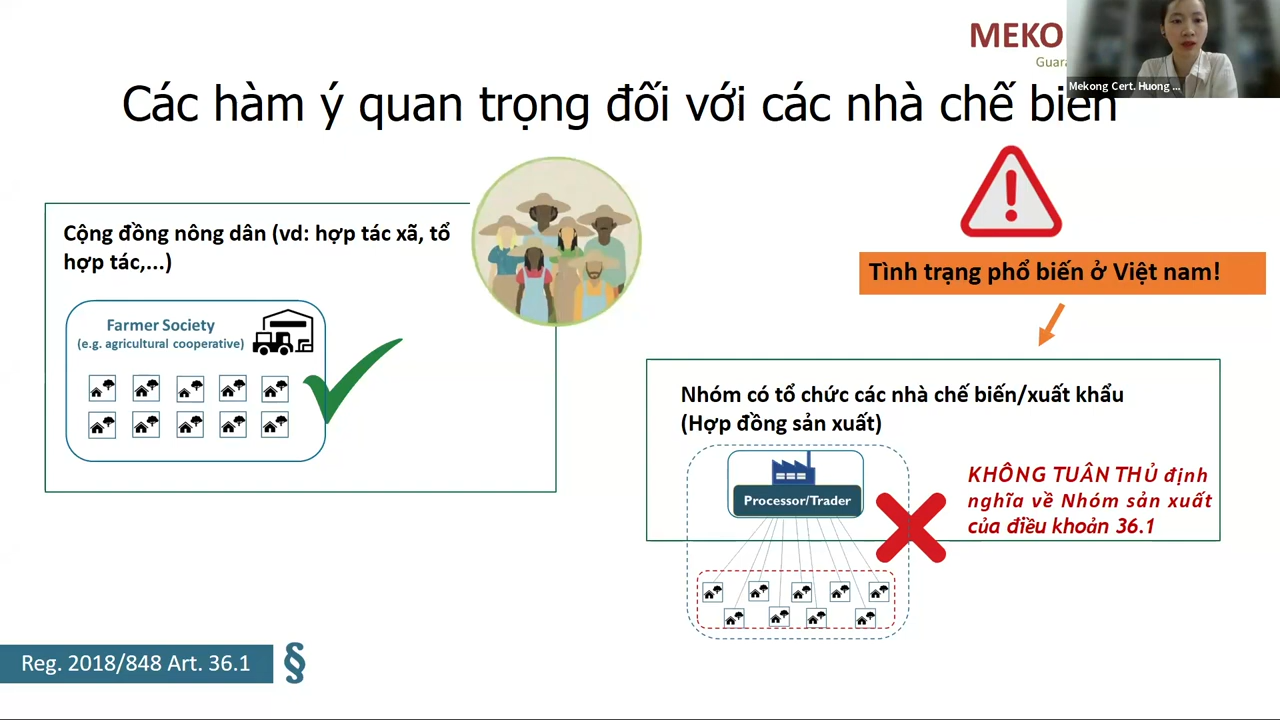 MEKO
Guara
Mekong Cert. Huong ...
Các hàm ý quan trọng đối với các nhà chế biến
Cộng đồng nông dân (vd: hợp tác xã, tổ
hợp tác,...)
Farmer Society
(e.g. agricultural cooperative)
Tình trạng phổ biến ở Việt nam!
Nhóm có tổ chức các nhà chế biến/xuất khẩu
(Hợp đồng sản xuất)
Processor/Trader
KHÔNG TUÂN THỦ định
nghĩa về Nhóm sản xuất
của điều khoản 36.1
Reg. 2018/848 Art. 36.1 §